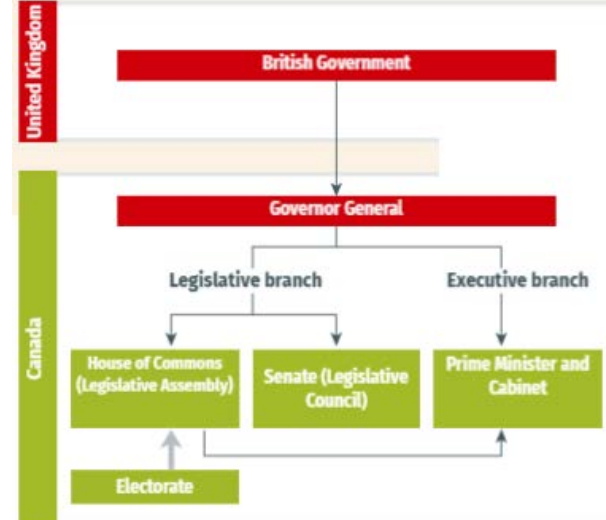 United Kingdom
British Government
Canada
Governor General
Legislative branch
Executive branch
House of Commons
(Legislative Assembly)
Senate (Legislative
Council)
Prime Minister and
Cabinet
Electorate